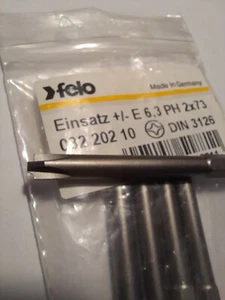 felo
Made in Germany
Einsatz +/- E 6,3 PH 2x73
032 202 10
DIN 3126